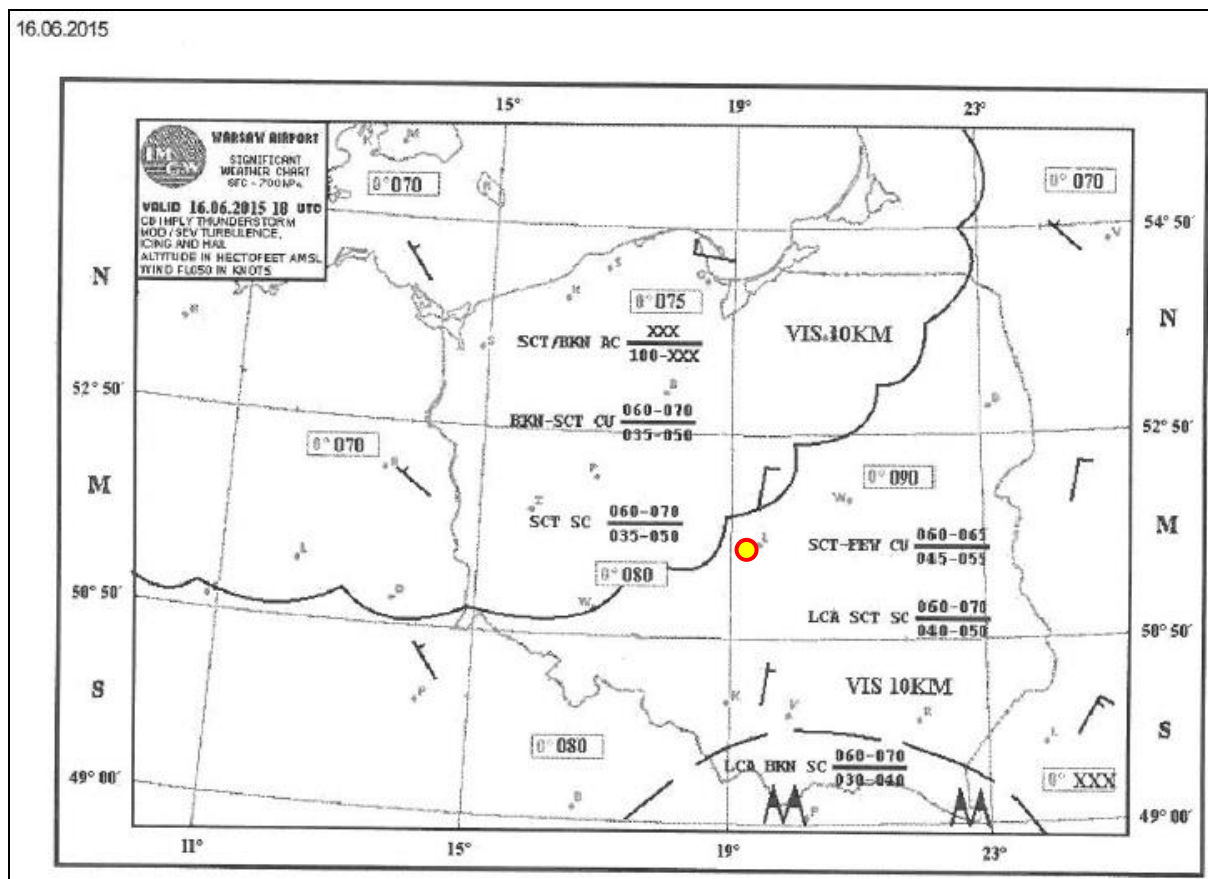 16.06.2015
15°
19°
23°
IMGW
WARSAW AIRPORT
SIGNIFICANT
WEATHER CHART
SFC - 700 hPa
VALID 16.06.2015 18 UTC
CB IMPLY THUNDERSTORM
MOD / SEV TURBULENCE,
ICING AND HAIL
ALTITUDE IN HECTOFEET AMSL
WIND FL050 IN KNOTS
0° 070
0° 070
54° 50'
N
N
0° 075
VIS 10KM
SCT/BKN AC XXX
100-XXX
52° 50'
52° 50'
BKN-SCT CU 060-070
035-050
0° 070
0° 090
M
M
SCT SC 060-070
035-050
SCT-FEW CU 060-065
045-055
0° 080
50° 50'
LCA SCT SC 060-070
040-050
50° 50'
S
VIS 10KM
S
0° 080
LCA BKN SC 060-070
030-040
0° XXX
49° 00'
49° 00'
11°
15°
19°
23°